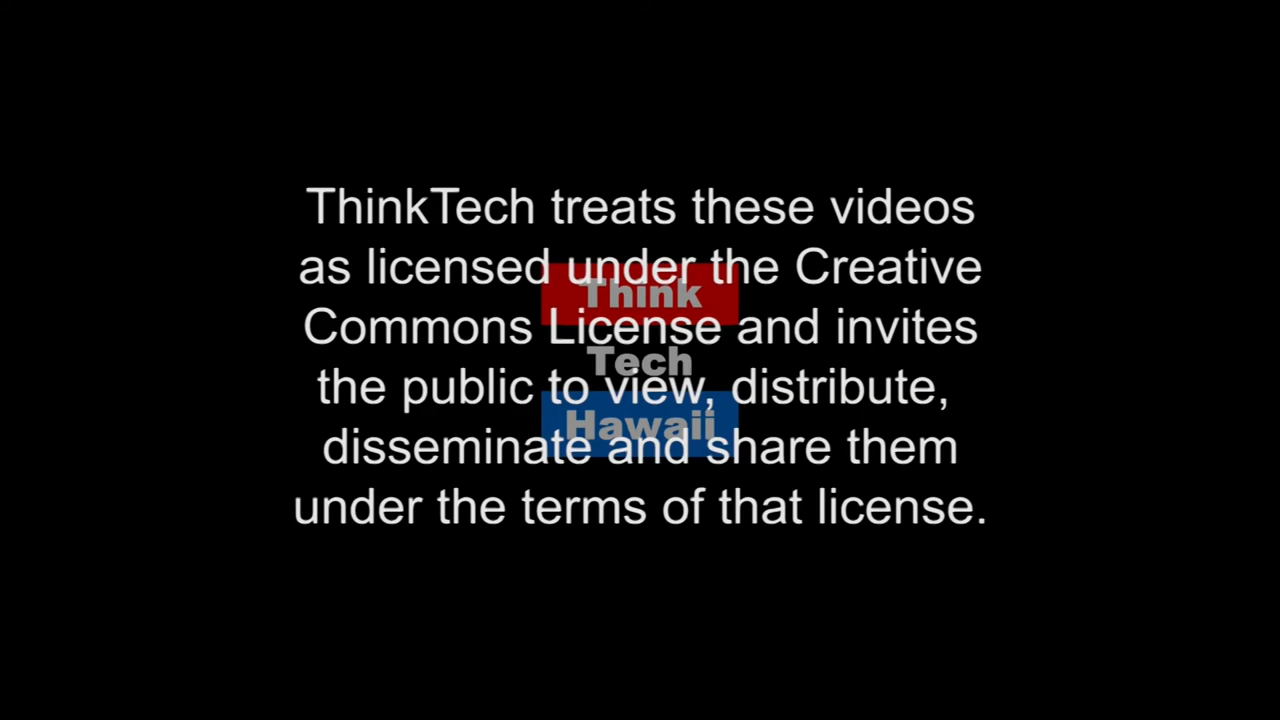 ThinkTech treats these videos
as licensed under the Creative
Think
Commons License and invites
Tech
the public to view, distribute,
Hawaii
disseminate and share them
under the terms of that license.